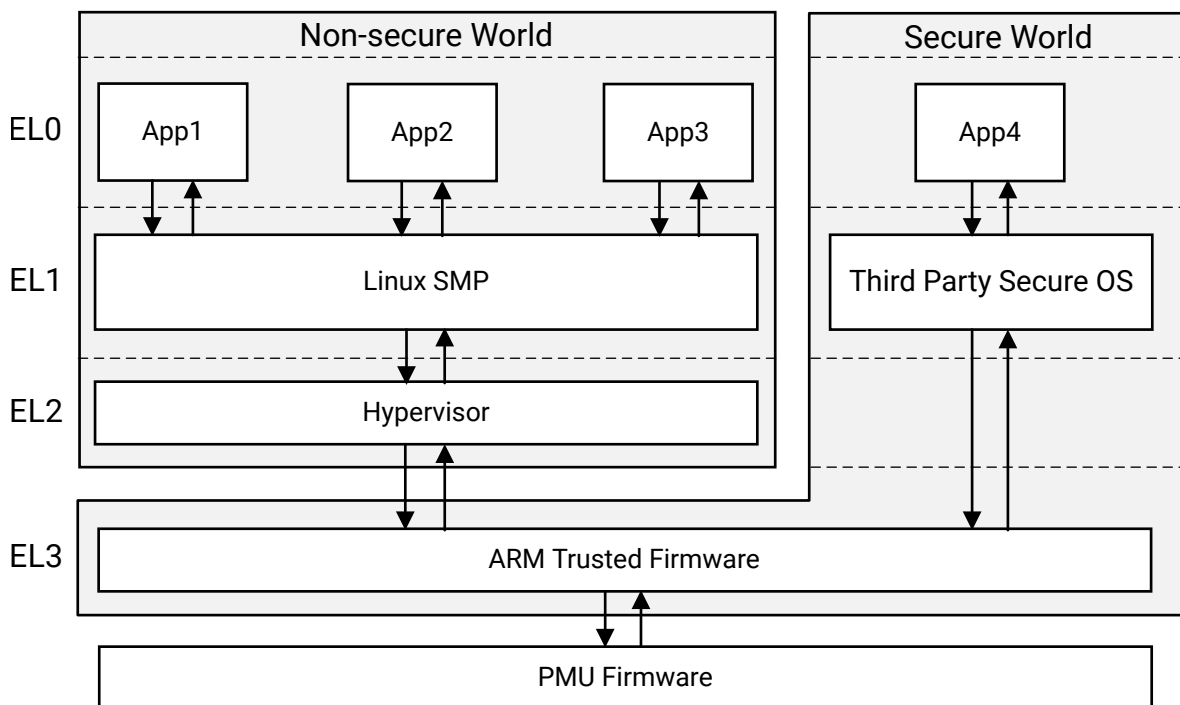 Non-secure World
Secure World
EL0
App1
App2
App3
App4
EL1
Linux SMP
Third Party Secure OS
EL2
Hypervisor
EL3
ARM Trusted Firmware
PMU Firmware